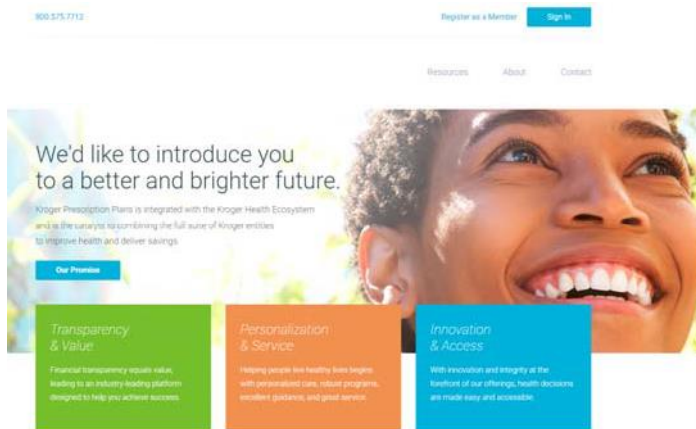 800.575.7712
Register as a Member
Sign In
Resources
About
Contact
We'd like to introduce you
to a better and brighter future.
Kroger Prescription Plans is integrated with the Kroger Health Ecosystem
and is the catalyst to combining the full suite of Kroger entities
to improve health and deliver savings.
Our Promise
Transparency
& Value
Financial transparency equals value,
leading to an industry-leading platform
designed to help you achieve success.
Personalization
& Service
Helping people live healthy lives begins
with personalized care, robust programs,
excellent guidance, and great service.
Innovation
& Access
With innovation and integrity at the
forefront of our offerings, health decisions
are made easy and accessible.